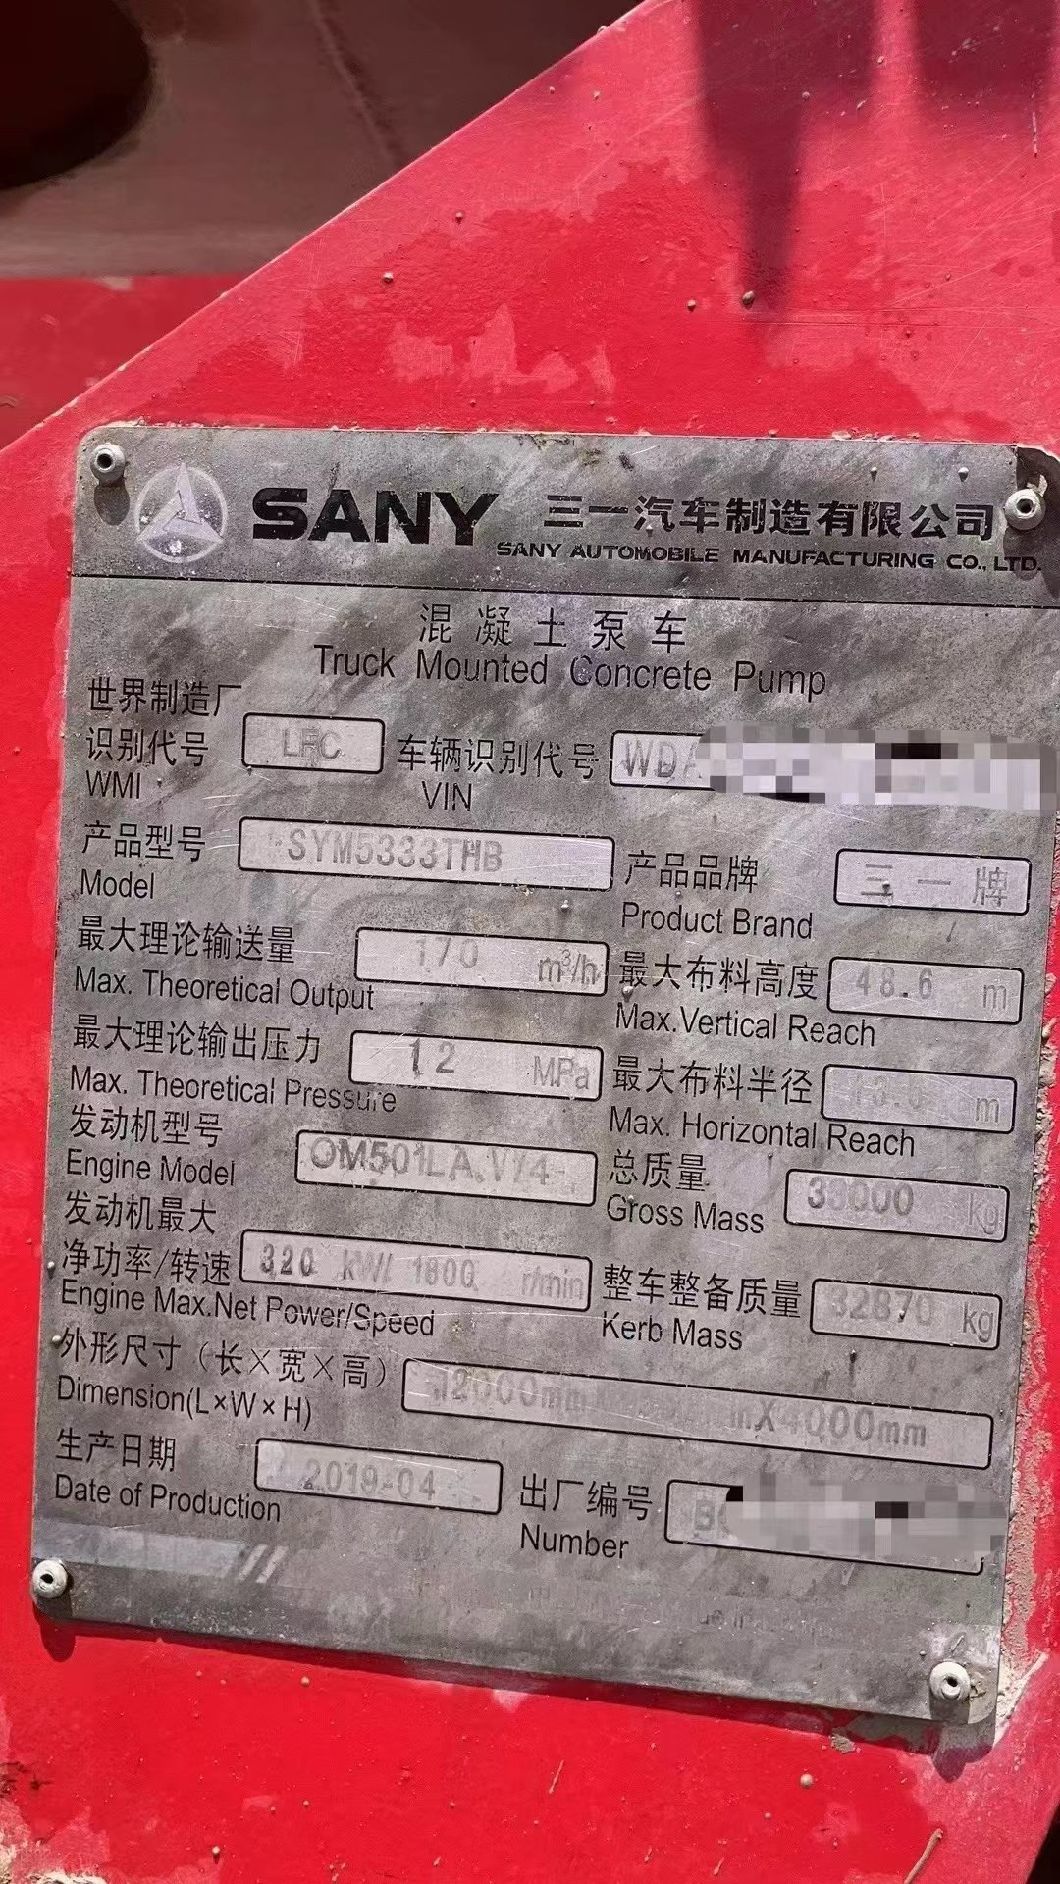 SANY 三一汽车制造有限公司
SANY AUTOMOBILE MANUFACTURING CO., LTD.
混凝土泵车
Truck Mounted Concrete Pump
世界制造厂
识别代号 LFC 车辆识别代号 WDA
WMI VIN
产品型号 SYM5333THB 产品品牌 三一牌
Model Product Brand
最大理论输送量 170 m³/h 最大布料高度 48.6 m
Max. Theoretical Output Max.Vertical Reach
最大理论输出压力 12 MPa 最大布料半径 m
Max. Theoretical Pressure Max. Horizontal Reach
发动机型号 OM501LA.V/4 总质量 33000 kg
Engine Model Gross Mass
发动机最大
净功率/转速 320 kW/ 1800 r/min 整车整备质量 32870 kg
Engine Max.Net Power/Speed Kerb Mass
外形尺寸（长×宽×高） 12000mm mX4000mm
Dimension(L×W×H)
生产日期 2019-04 出厂编号
Date of Production Number